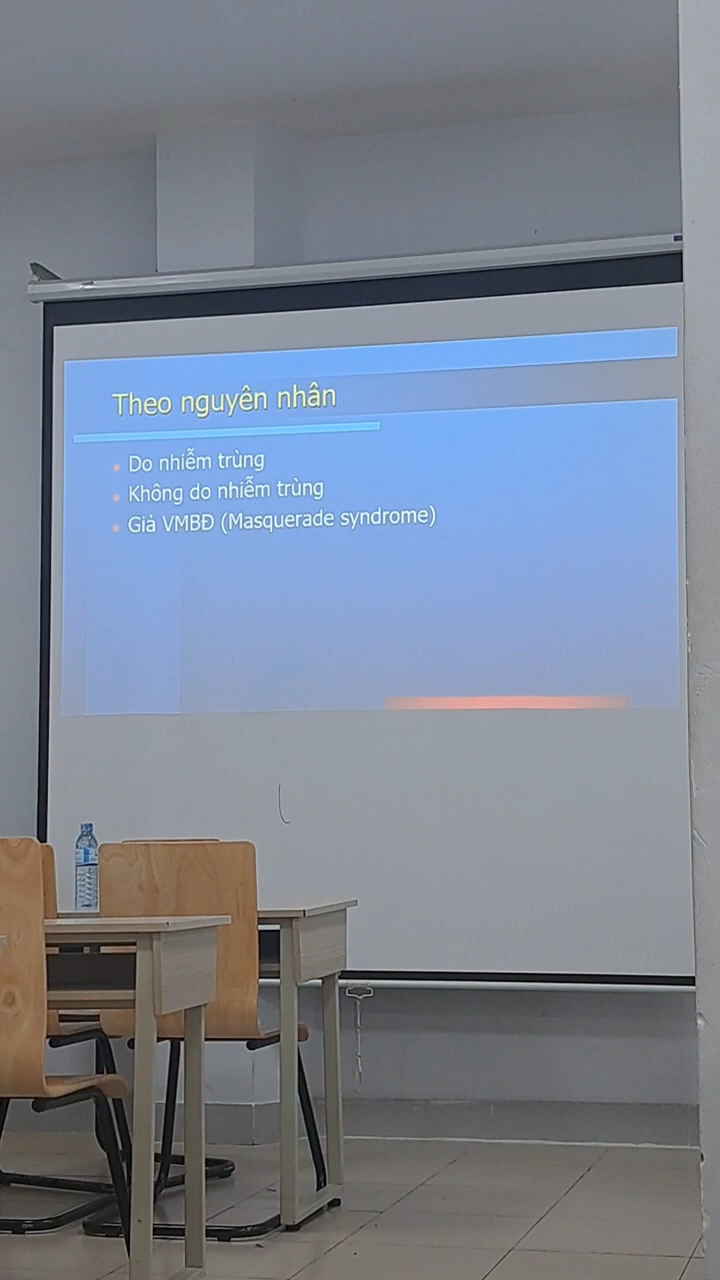 Theo nguyên nhân
Do nhiễm trùng
Không do nhiễm trùng
Giả VMBĐ (Masquerade syndrome)